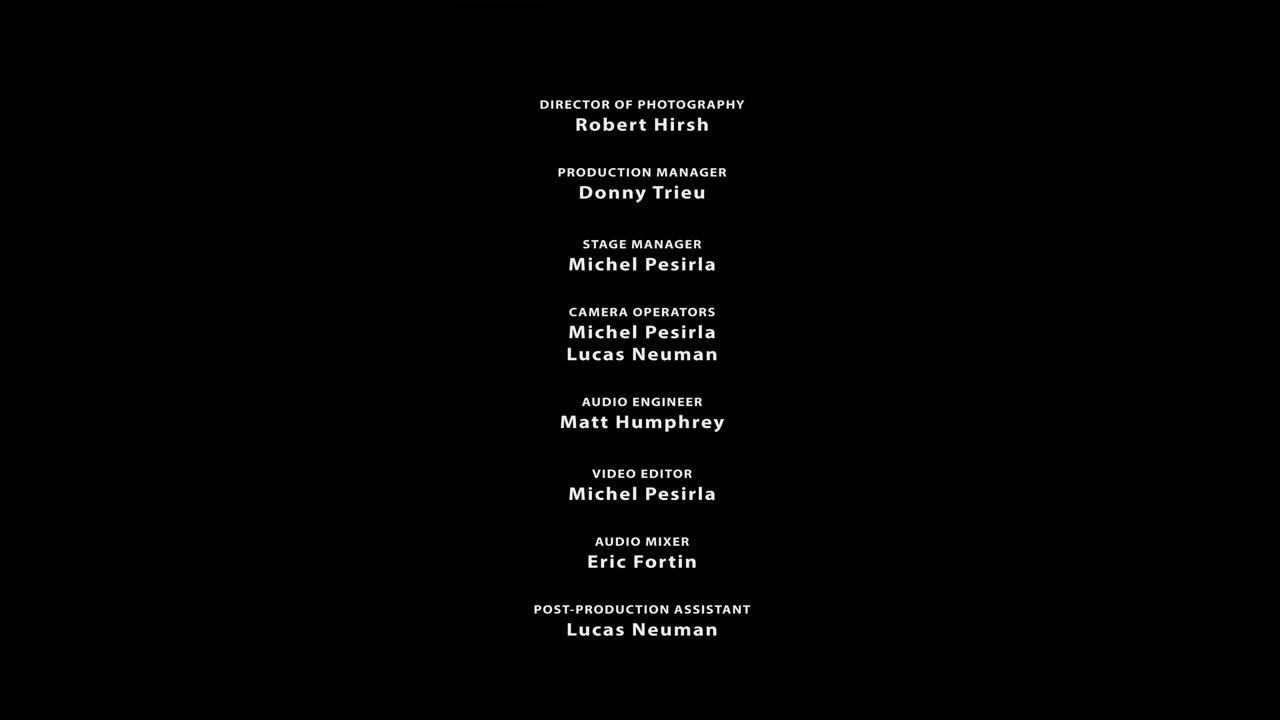 DIRECTOR OF PHOTOGRAPHY
Robert Hirsh
PRODUCTION MANAGER
Donny Trieu
STAGE MANAGER
Michel Pesirla
CAMERA OPERATORS
Michel Pesirla
Lucas Neuman
AUDIO ENGINEER
Matt Humphrey
VIDEO EDITOR
Michel Pesirla
AUDIO MIXER
Eric Fortin
POST-PRODUCTION ASSISTANT
Lucas Neuman